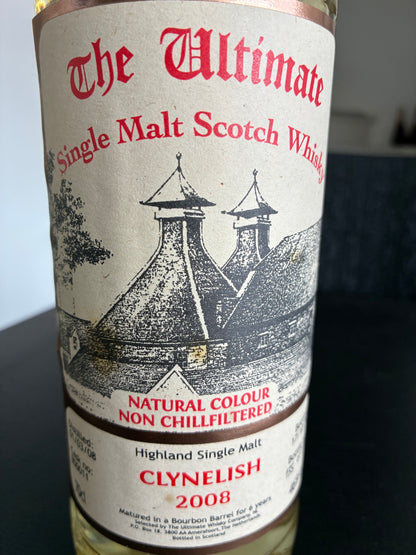 The Ultimate
Single Malt Scotch Whisky
NATURAL COLOUR
NON CHILLFILTERED
Highland Single Malt
CLYNELISH
2008
Matured in a Bourbon Barrel for 6 years
Selected by The Ultimate Whisky Company
P.O. Box 18, 3800 AA Amersfoort, The Netherlands
Bottled in Scotland